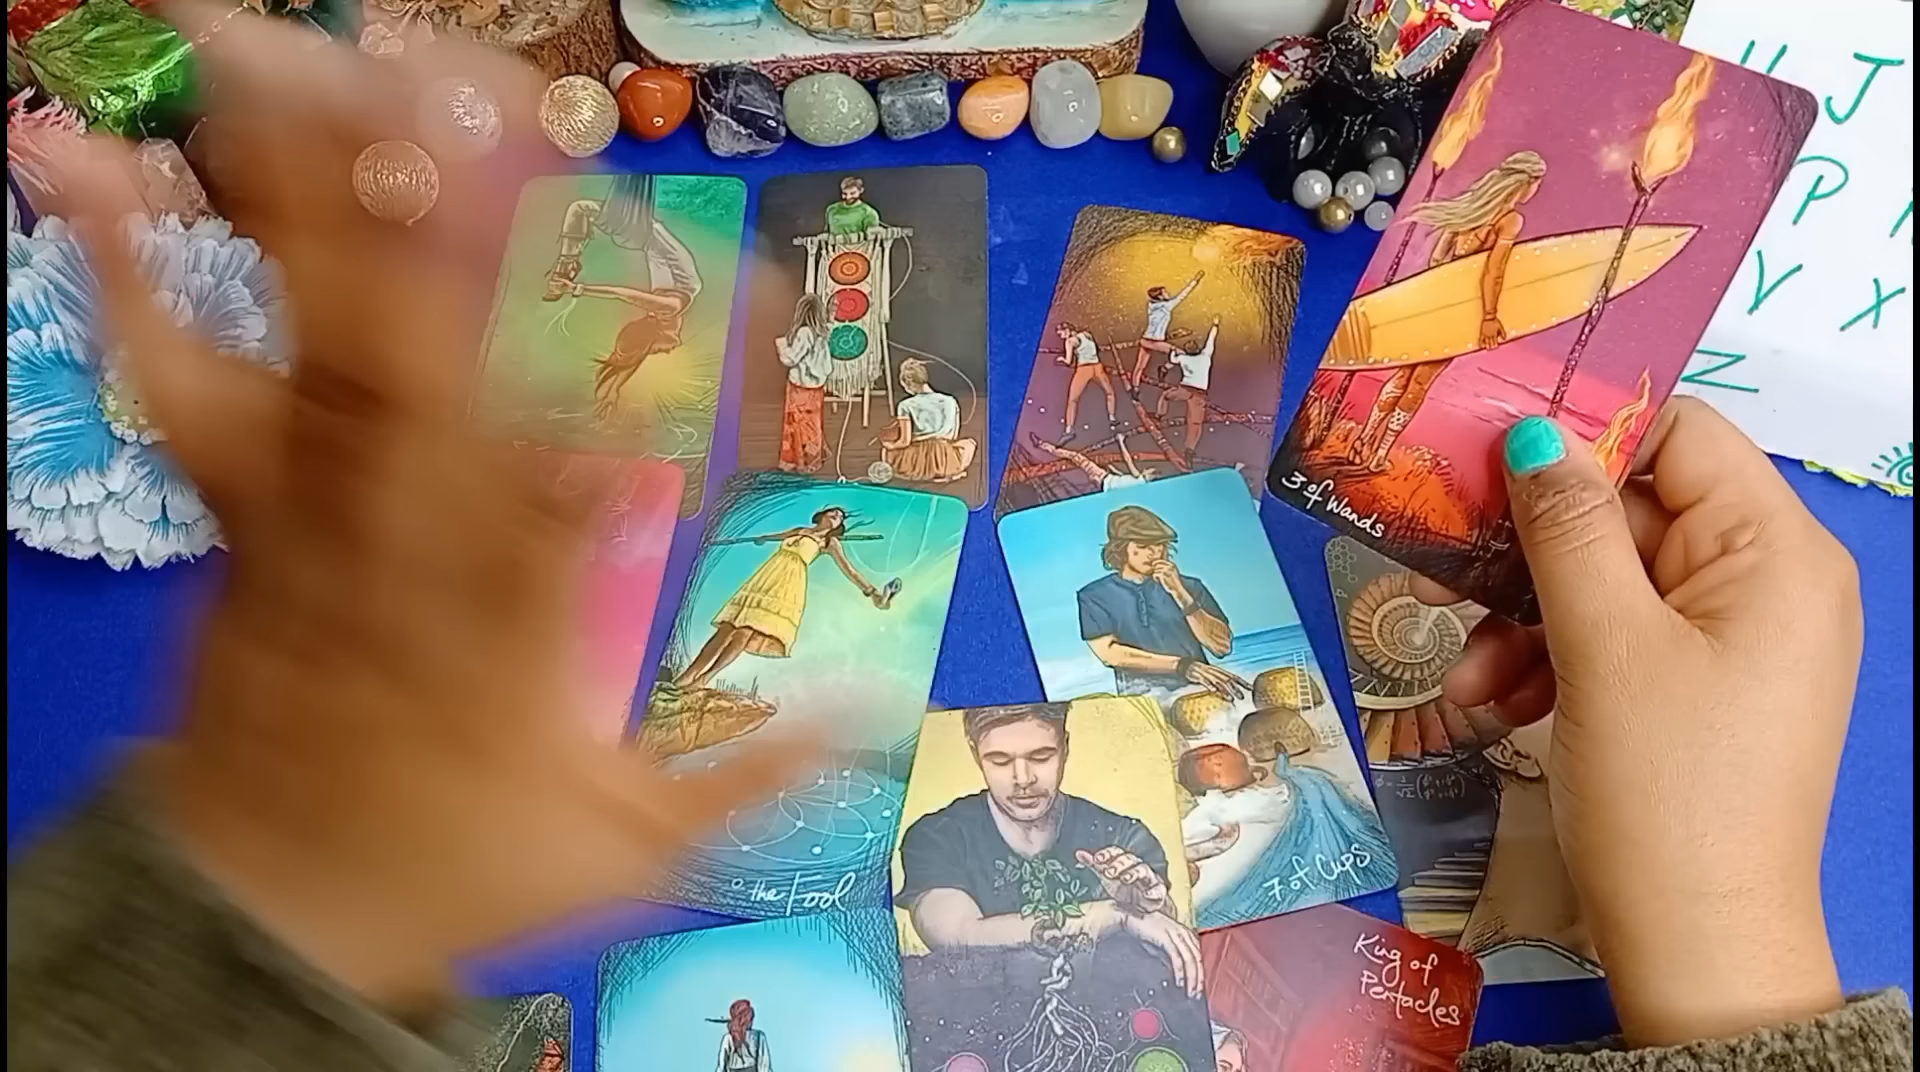 J
P
V X
Z
3 of Wands
the Fool
7 of Cups
King of
Pentacles